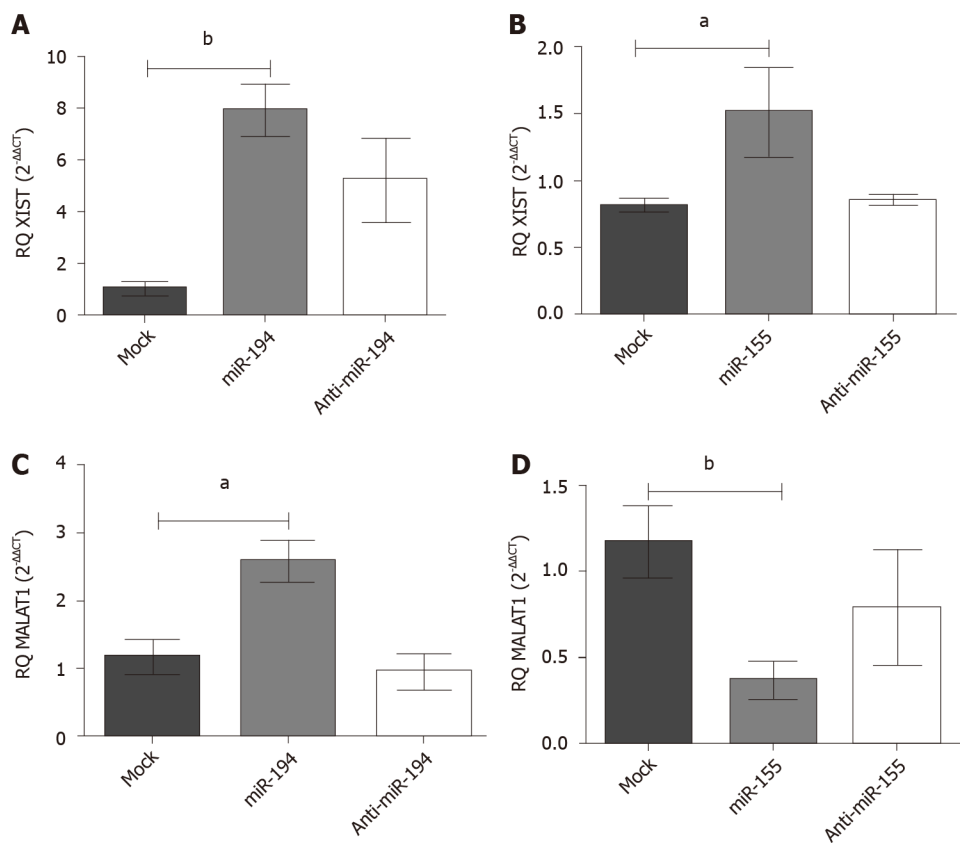 A
b
RQ XIST (2^-ΔΔCT)
10
8
6
4
2
0
Mock
miR-194
Anti-miR-194
B
a
RQ XIST (2^-ΔΔCT)
2.0
1.5
1.0
0.5
0.0
Mock
miR-155
Anti-miR-155
C
a
RQ MALAT1 (2^-ΔΔCT)
4
3
2
1
0
Mock
miR-194
Anti-miR-194
D
b
RQ MALAT1 (2^-ΔΔCT)
1.5
1.0
0.5
0.0
Mock
miR-155
Anti-miR-155